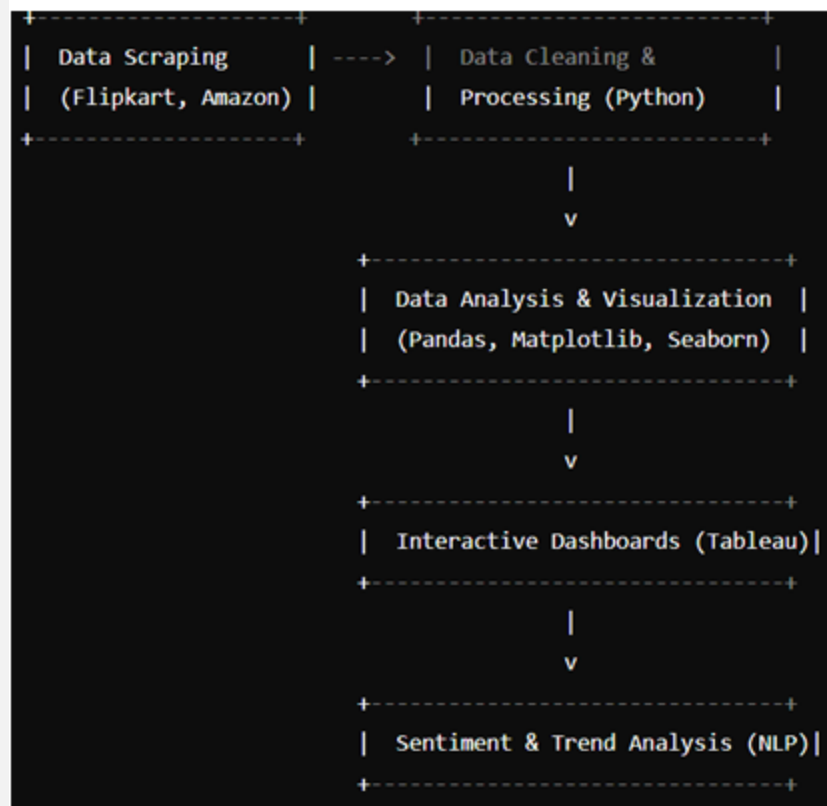 +---------------------+         +---------------------------+
|  Data Scraping       | ---->  |  Data Cleaning &          |
|  (Flipkart, Amazon) |         |  Processing (Python)      |
+---------------------+         +---------------------------+
|
v
+--------------------------------+
|  Data Analysis & Visualization  |
|  (Pandas, Matplotlib, Seaborn)  |
+--------------------------------+
|
v
+--------------------------------+
|  Interactive Dashboards (Tableau)|
+--------------------------------+
|
v
+--------------------------------+
|  Sentiment & Trend Analysis (NLP)|
+--------------------------------+